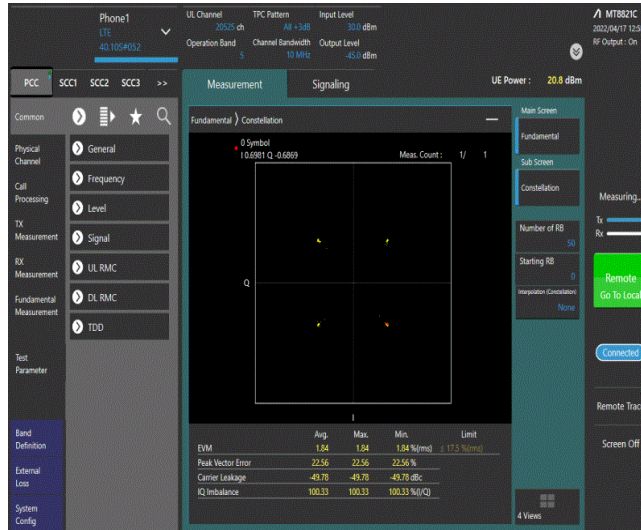 Phone1
LTE
40.10S#052
UL Channel
20525 ch
TPC Pattern
All +3dB
Input Level
30.0 dBm
Operation Band
5
Channel Bandwidth
10 MHz
Output Level
-45.0 dBm
MT8821C
2022/04/17 12:5
RF Output : On
PCC
SCC1
SCC2
SCC3
>>
Measurement
Signaling
UE Power : 20.8 dBm
Common
Physical
Channel
Call
Processing
TX
Measurement
RX
Measurement
Fundamental
Measurement
Test
Parameter
Band
Definition
External
Loss
System
Config
General
Frequency
Level
Signal
UL RMC
DL RMC
TDD
Fundamental
Constellation
0 Symbol
I 0.6981 Q -0.6869
Meas. Count : 1/ 1
Q
I
Avg. Max. Min. Limit
EVM 1.84 1.84 1.84 %(rms) ± 17.5 %(rms)
Peak Vector Error 22.56 22.56 22.56 %
Carrier Leakage -49.78 -49.78 -49.78 dBc
IQ Imbalance 100.33 100.33 100.33 %(I/Q)
Main Screen
Fundamental
Sub Screen
Constellation
Number of RB
50
Starting RB
0
Interpolation (Constellation)
None
4 Views
Measuring...
Tx
Rx
Remote
Go To Local
Connected
Remote Trac
Screen Off